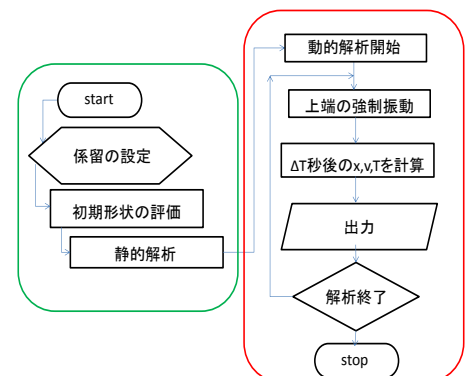 start
係留の設定
初期形状の評価
静的解析
動的解析開始
上端の強制振動
ΔT秒後のx,v,Tを計算
出力
解析終了
stop